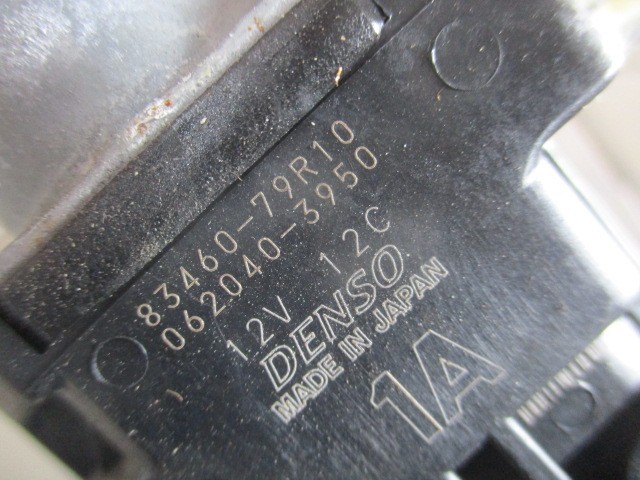 83460-79R10
062040-3950
12V 12C
DENSO
MADE IN JAPAN
1A